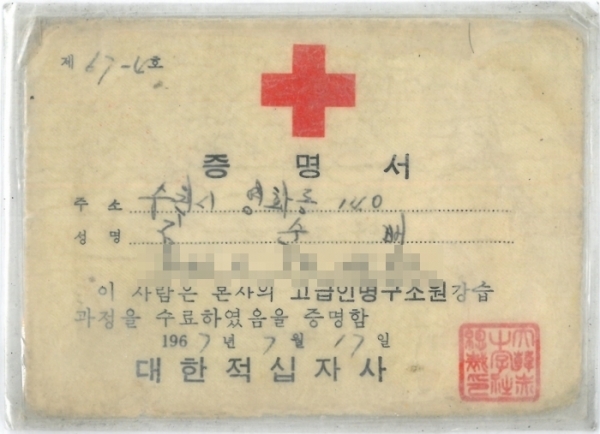 제 67-4호
증명서
주소 수원시 영화동 140
성명 수
이 사람은 본사의 고급인명구조원강습
과정을 수료하였음을 증명함
1967년 7월 17일
대한적십자사